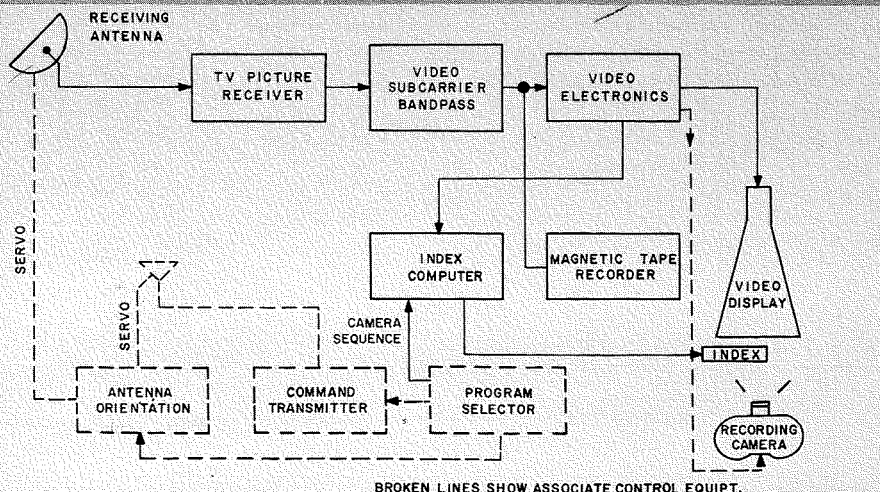 RECEIVING
ANTENNA
TV PICTURE
RECEIVER
VIDEO
SUBCARRIER
BANDPASS
VIDEO
ELECTRONICS
SERVO
INDEX
COMPUTER
MAGNETIC TAPE
RECORDER
VIDEO
DISPLAY
SERVO
CAMERA
SEQUENCE
INDEX
ANTENNA
ORIENTATION
COMMAND
TRANSMITTER
PROGRAM
SELECTOR
RECORDING
CAMERA
BROKEN LINES SHOW ASSOCIATE CONTROL EQUIPT.